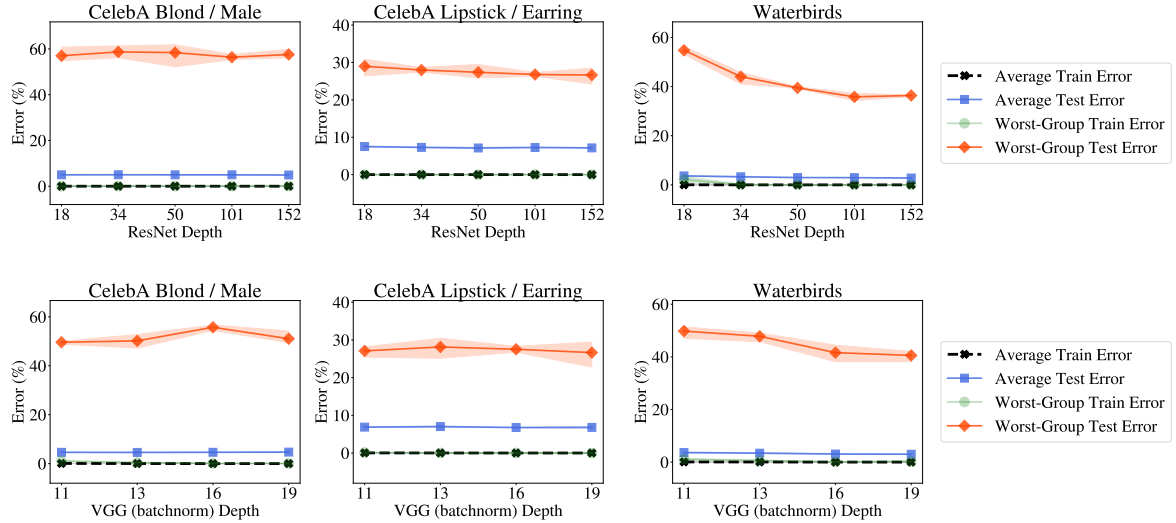 CelebA Blond / Male
Error (%)
60
40
20
0
18 34 50 101 152
ResNet Depth
CelebA Lipstick / Earring
Error (%)
40
30
20
10
0
18 34 50 101 152
ResNet Depth
Waterbirds
Error (%)
60
40
20
0
18 34 50 101 152
ResNet Depth
Average Train Error
Average Test Error
Worst-Group Train Error
Worst-Group Test Error
CelebA Blond / Male
Error (%)
60
40
20
0
11 13 16 19
VGG (batchnorm) Depth
CelebA Lipstick / Earring
Error (%)
40
30
20
10
0
11 13 16 19
VGG (batchnorm) Depth
Waterbirds
Error (%)
60
40
20
0
11 13 16 19
VGG (batchnorm) Depth
Average Train Error
Average Test Error
Worst-Group Train Error
Worst-Group Test Error